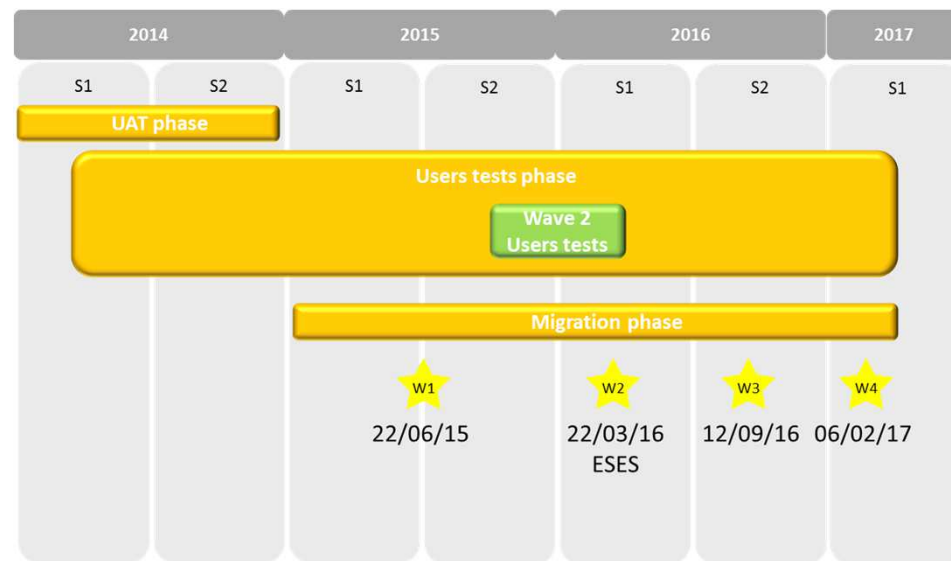 2014 2015 2016 2017
S1 S2 S1 S2 S1 S2 S1
UAT phase
Users tests phase
Wave 2
Users tests
Migration phase
W1 W2 W3 W4
22/06/15 22/03/16 12/09/16 06/02/17
ESES